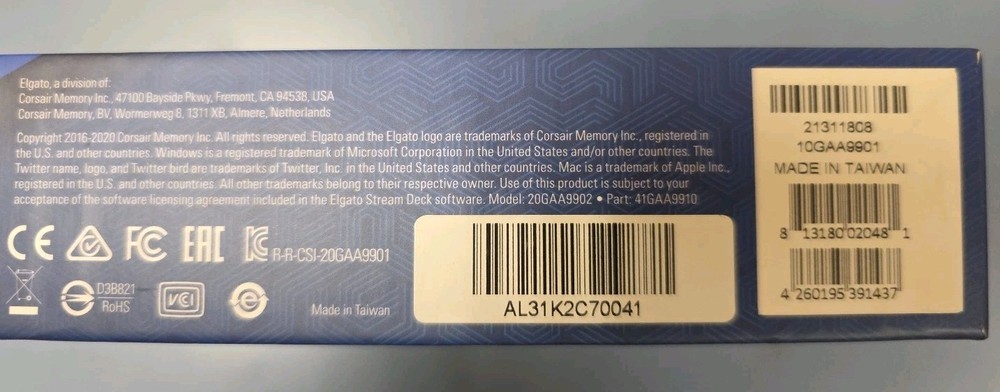 Elgato, a division of:
Corsair Memory Inc., 47100 Bayside Pkwy, Fremont, CA 94538, USA
Corsair Memory, BV, Wormerweg 8, 1311 XB, Almere, Netherlands
Copyright 2016-2020 Corsair Memory Inc. All rights reserved. Elgato and the Elgato logo are trademarks of Corsair Memory Inc., registered in
the U.S. and other countries. Windows is a registered trademark of Microsoft Corporation in the United States and/or other countries. The
Twitter name, logo, and Twitter bird are trademarks of Twitter, Inc. in the United States and other countries. Mac is a trademark of Apple Inc.,
registered in the U.S. and other countries. All other trademarks belong to their respective owner. Use of this product is subject to your
acceptance of the software licensing agreement included in the Elgato Stream Deck software. Model: 20GAA9902 • Part: 41GAA9910
CE FC EAC R-R-CSI-20GAA9901
D3B821
RoHS
VCI
Made in Taiwan
AL31K2C70041
21311808
10GAA9901
MADE IN TAIWAN
8 13180 02048 1
4 260195 391437